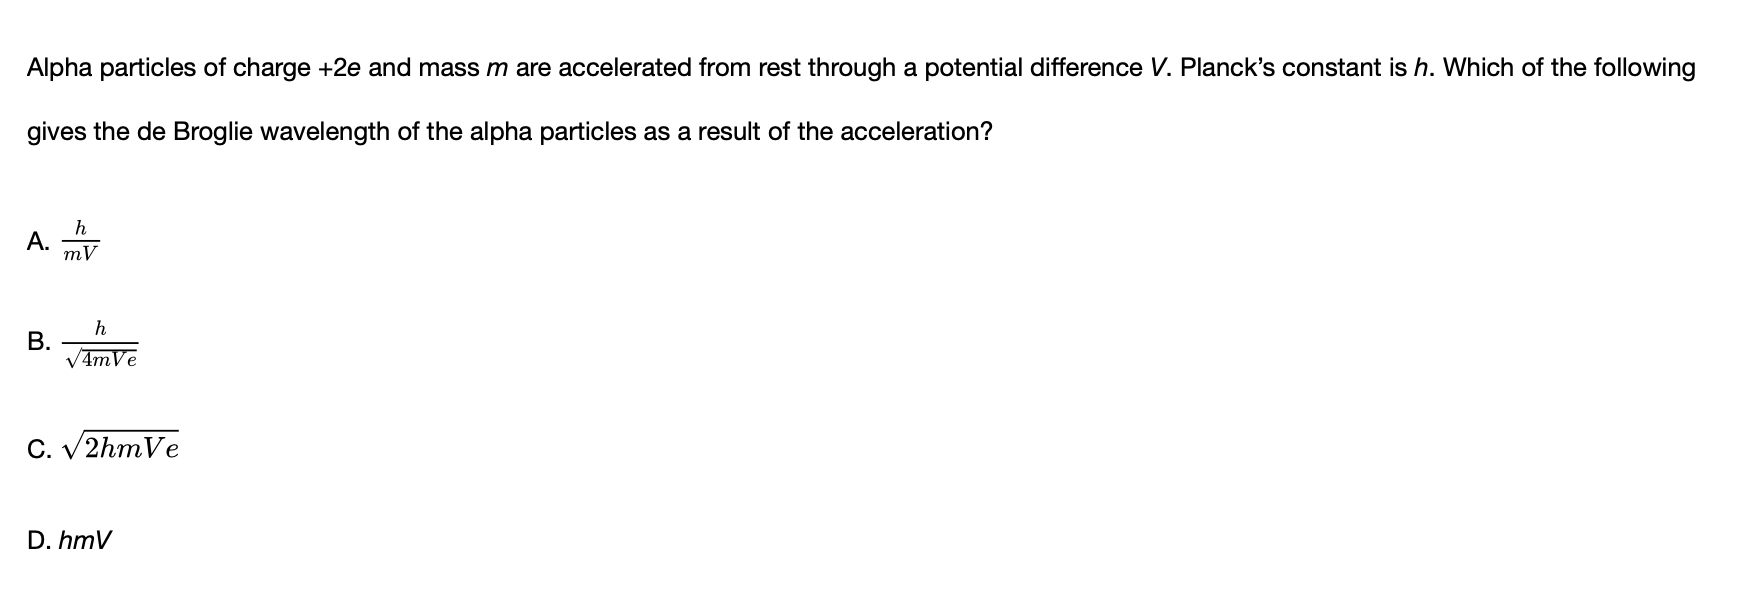 Alpha particles of charge +2e and mass m are accelerated from rest through a potential difference V. Planck’s constant is h. Which of the following
gives the de Broglie wavelength of the alpha particles as a result of the acceleration?
A. \frac{h}{mV}
B. \frac{h}{\sqrt{4mVe}}
C. \sqrt{2hmVe}
D. hmV